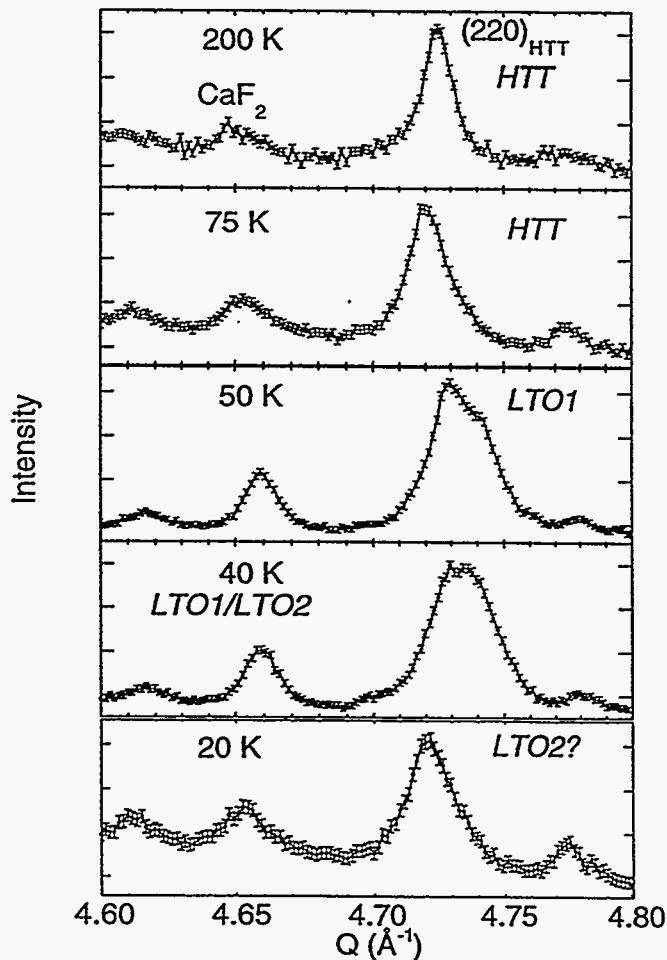 200 K
(220)HTT
HTT
CaF2
75 K
HTT
50 K
LTO1
Intensity
40 K
LTO1/LTO2
20 K
LTO2?
4.60 4.65 4.70 4.75 4.80
Q (Å-1)